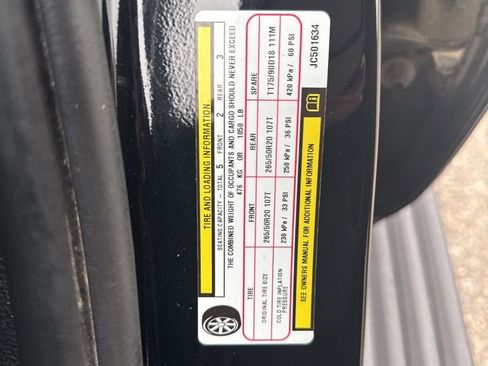 TIRE AND LOADING INFORMATION
SEATING CAPACITY - TOTAL 5 FRONT 2 REAR 3
THE COMBINED WEIGHT OF OCCUPANTS AND CARGO SHOULD NEVER EXCEED
476 KG OR 1050 LB
TIRE FRONT REAR SPARE
ORIGINAL TIRE SIZE 265/50R20 107T 265/50R20 107T T175/90D18 111M
COLD TIRE INFLATION PRESSURE 230 kPa / 33 PSI 250 kPa / 36 PSI 420 kPa / 60 PSI
SEE OWNERS MANUAL FOR ADDITIONAL INFORMATION
JC501634